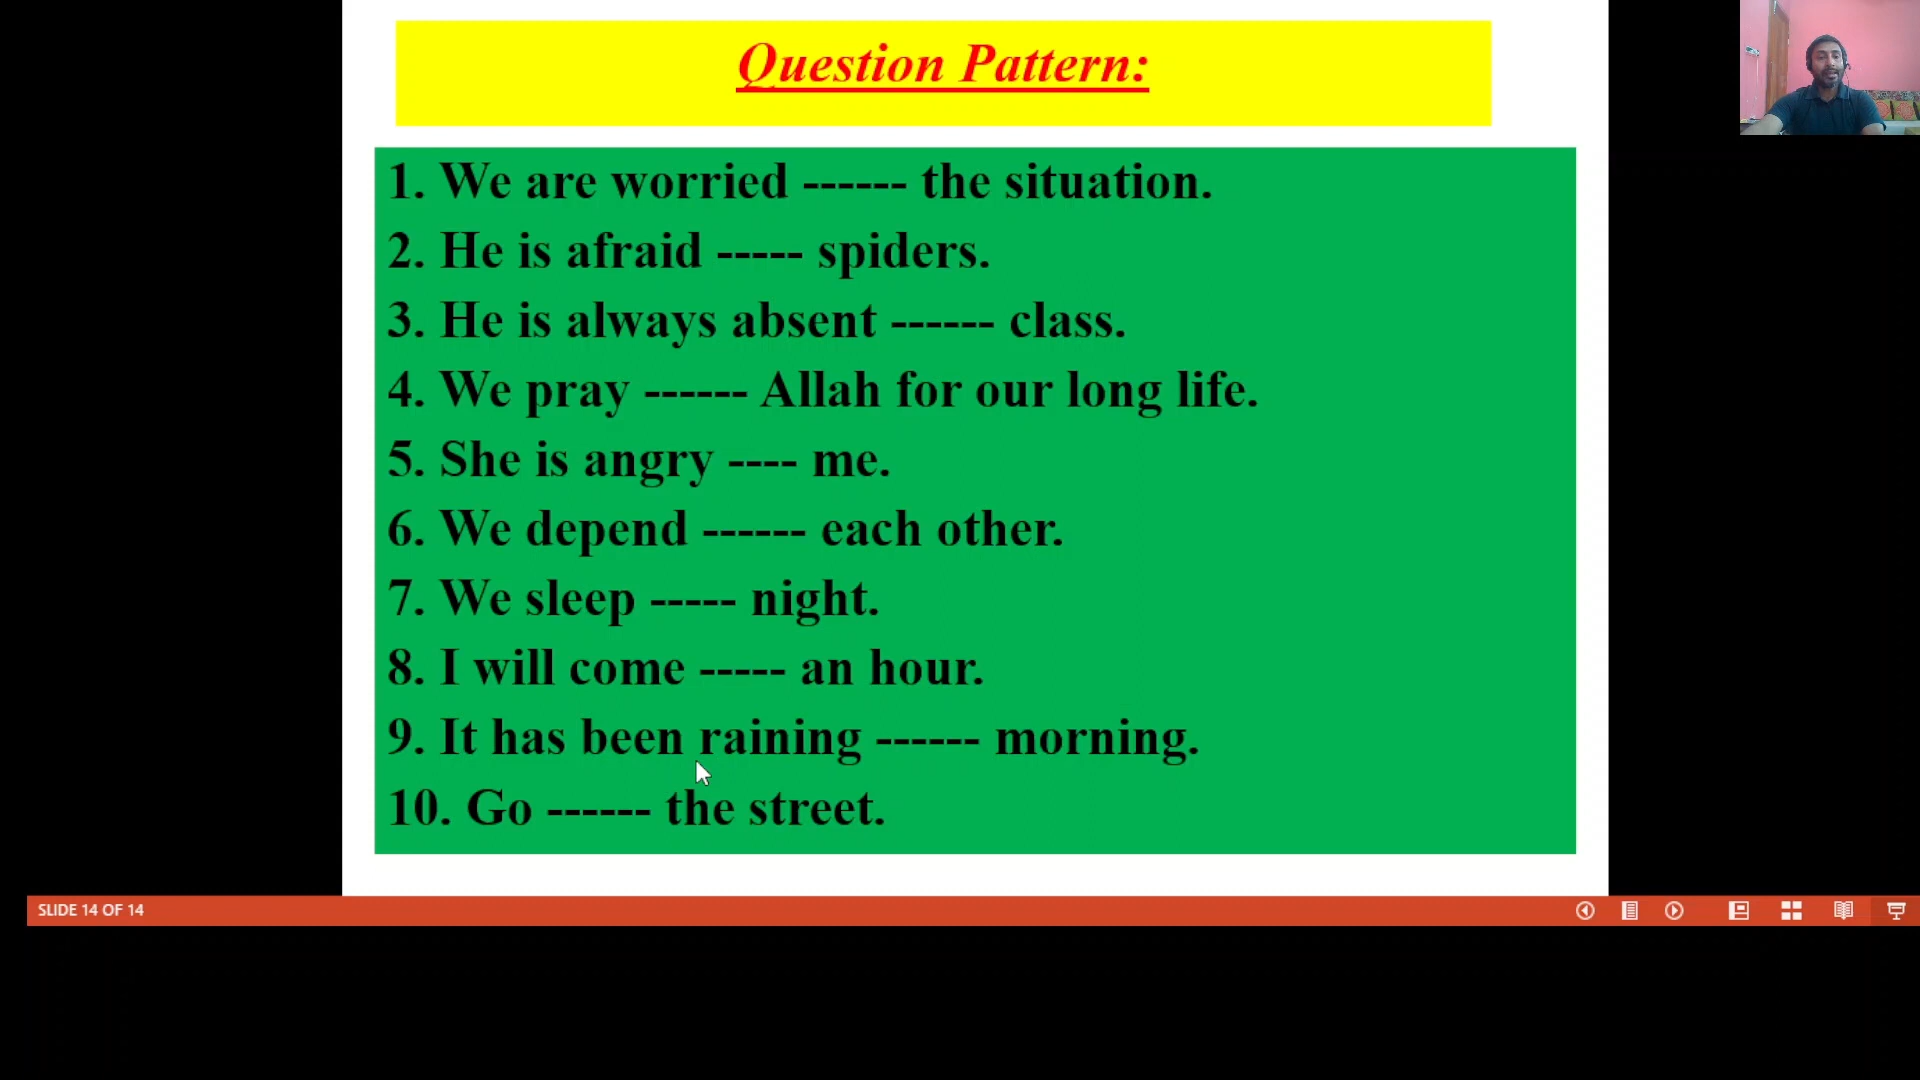 Question Pattern:
1. We are worried ------ the situation.
2. He is afraid ----- spiders.
3. He is always absent ------ class.
4. We pray ------ Allah for our long life.
5. She is angry ---- me.
6. We depend ------ each other.
7. We sleep ----- night.
8. I will come ----- an hour.
9. It has been raining ------ morning.
10. Go ------ the street.
SLIDE 14 OF 14